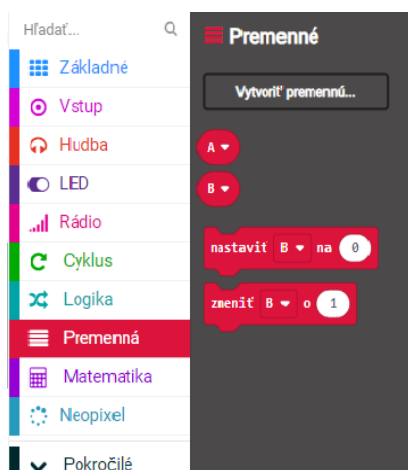 Hľadať...
Základné
Vstup
Hudba
LED
Rádio
Cyklus
Logika
Premenná
Matematika
Neopixel
Pokročilé
Premenné
Vytvoriť premennú...
A
B
nastaviť B na 0
zmeniť B o 1